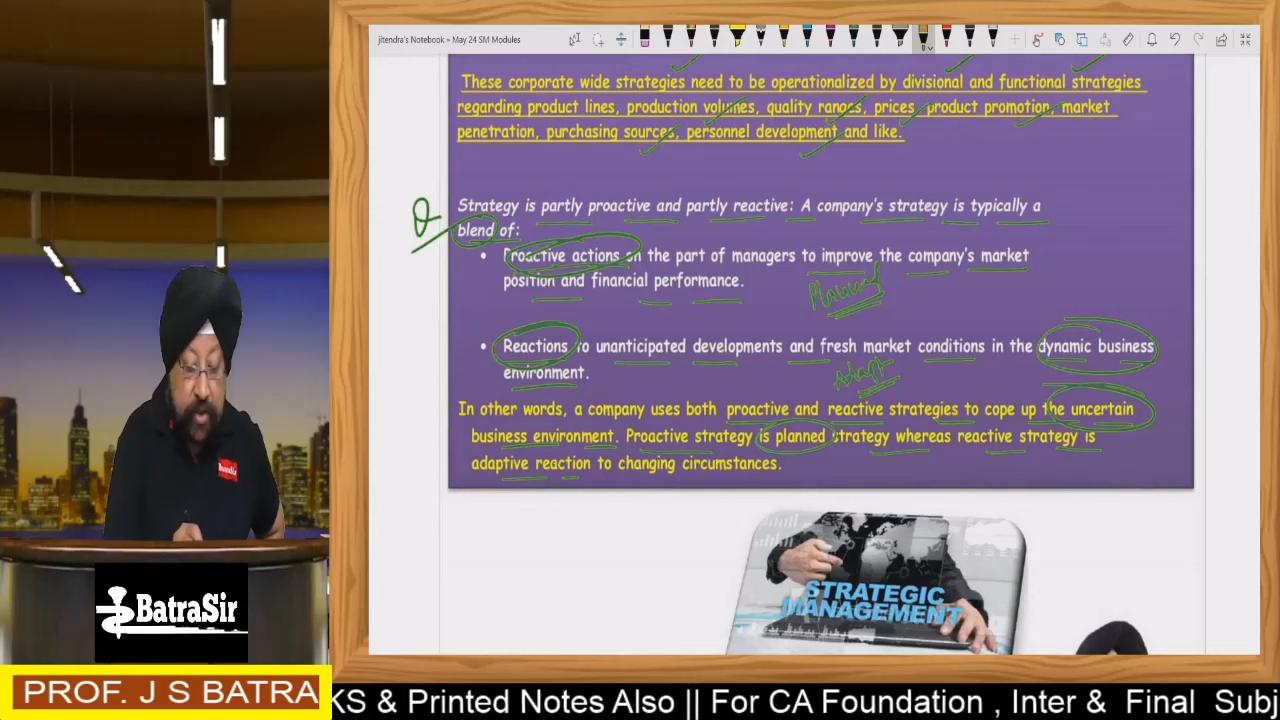 jitendra's Notebook » May 24 SM Modules
These corporate wide strategies need to be operationalized by divisional and functional strategies
regarding product lines, production volumes, quality ranges, prices product promotion, market
penetration, purchasing sources, personnel development and like.
Strategy is partly proactive and partly reactive: A company's strategy is typically a
blend of:
• Proactive actions on the part of managers to improve the company's market
position and financial performance.
Planned
• Reactions to unanticipated developments and fresh market conditions in the dynamic business
environment.
Adapt
In other words, a company uses both proactive and reactive strategies to cope up the uncertain
business environment. Proactive strategy is planned strategy whereas reactive strategy is
adaptive reaction to changing circumstances.
STRATEGIC
MANAGEMENT
BatraSir
PROF. J S BATRA
KS & Printed Notes Also || For CA Foundation , Inter & Final Subj